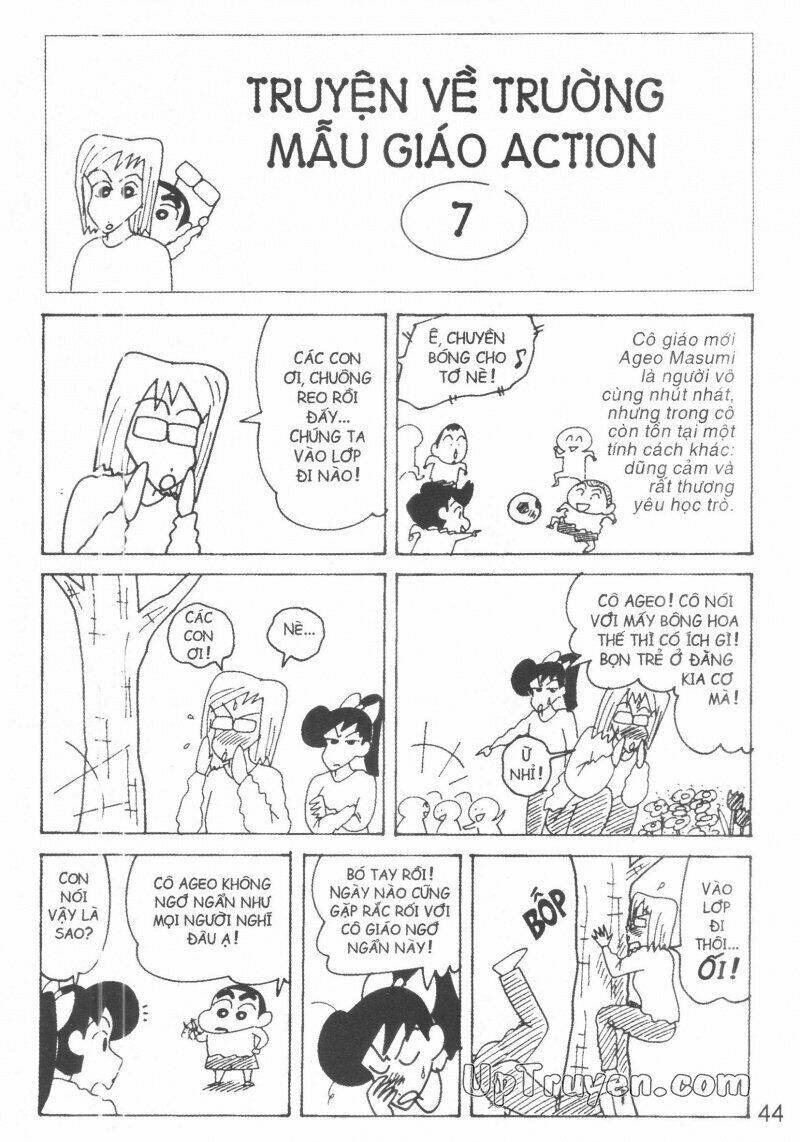 TRUYỆN VỀ TRƯỜNG
MẪU GIÁO ACTION
7
Cô giáo mới
Ageo Masumi
là người vô
cùng nhút nhát,
nhưng trong cô
còn tồn tại một
tính cách khác:
dũng cảm và
rất thương
yêu học trò.
Ê, CHUYỀN
BÓNG CHO
TỚ NÈ!
CÁC CON
ƠI, CHUÔNG
REO RỒI
ĐẤY...
CHÚNG TA
VÀO LỚP
ĐI NÀO!
CÔ AGEO! CÔ NÓI
VỚI MẤY BÔNG HOA
THẾ THÌ CÓ ÍCH GÌ!
BỌN TRẺ Ở ĐẰNG
KIA CƠ
MÀ!
Ừ
NHỈ!
NÈ...
CÁC
CON
ƠI!
VÀO
LỚP
ĐI
THÔI...
ỐI!
BỐP
BÓ TAY RỒI!
NGÀY NÀO CŨNG
GẶP RẮC RỐI VỚI
CÔ GIÁO NGỚ
NGẨN NÀY!
CÔ AGEO KHÔNG
NGỚ NGẨN NHƯ
MỌI NGƯỜI NGHĨ
ĐÂU Ạ!
CON
NÓI
VẬY LÀ
SAO?
UpTruyen.com
44